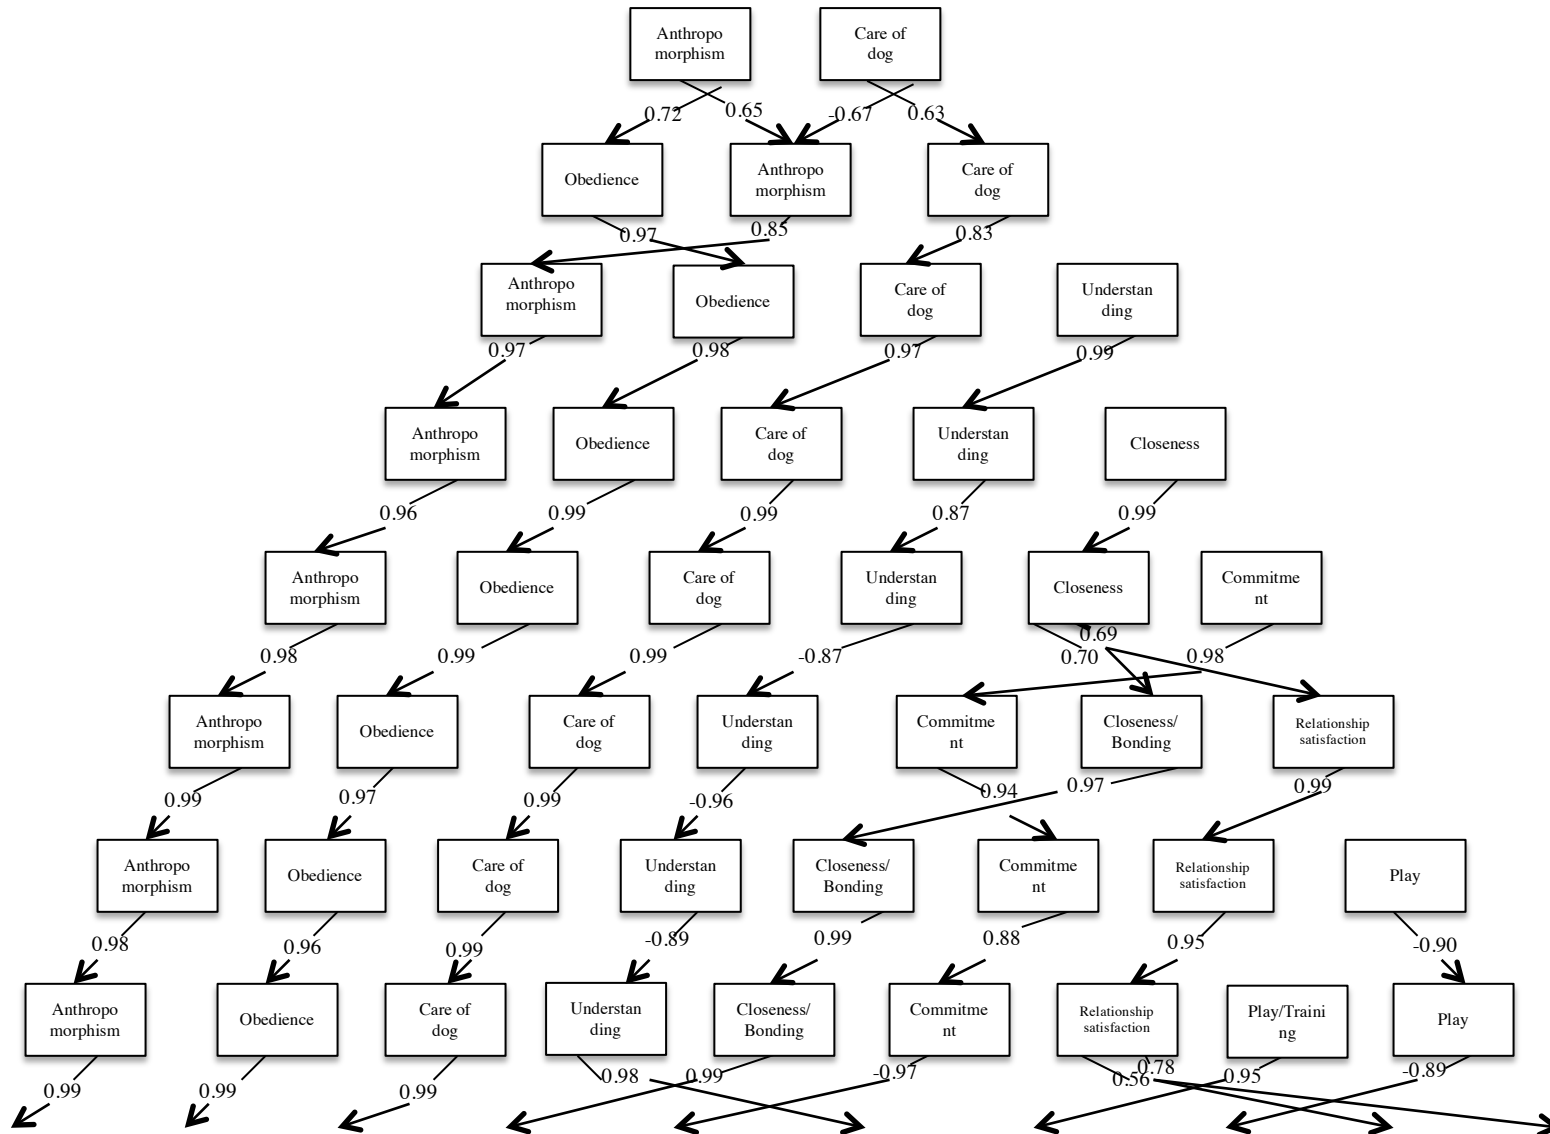 Anthropo
morphism
Care of
dog
0.72
0.65
-0.67
0.63
Obedience
Anthropo
morphism
Care of
dog
0.97
0.85
0.83
Anthropo
morphism
Obedience
Care of
dog
Understan
ding
0.97
0.98
0.97
0.99
Anthropo
morphism
Obedience
Care of
dog
Understan
ding
Closeness
0.96
0.99
0.99
0.87
0.99
Anthropo
morphism
Obedience
Care of
dog
Understan
ding
Closeness
Commitme
nt
0.98
0.99
0.99
-0.87
0.69
0.70
0.98
Anthropo
morphism
Obedience
Care of
dog
Understan
ding
Commitme
nt
Closeness/
Bonding
Relationship
satisfaction
0.99
0.97
0.99
-0.96
0.94
0.97
0.99
Anthropo
morphism
Obedience
Care of
dog
Understan
ding
Closeness/
Bonding
Commitme
nt
Relationship
satisfaction
Play
0.98
0.96
0.99
-0.89
0.99
0.88
0.95
-0.90
Anthropo
morphism
Obedience
Care of
dog
Understan
ding
Closeness/
Bonding
Commitme
nt
Relationship
satisfaction
Play/Traini
ng
Play
0.99
0.99
0.99
0.98
0.99
-0.97
0.56
-0.78
0.95
-0.89